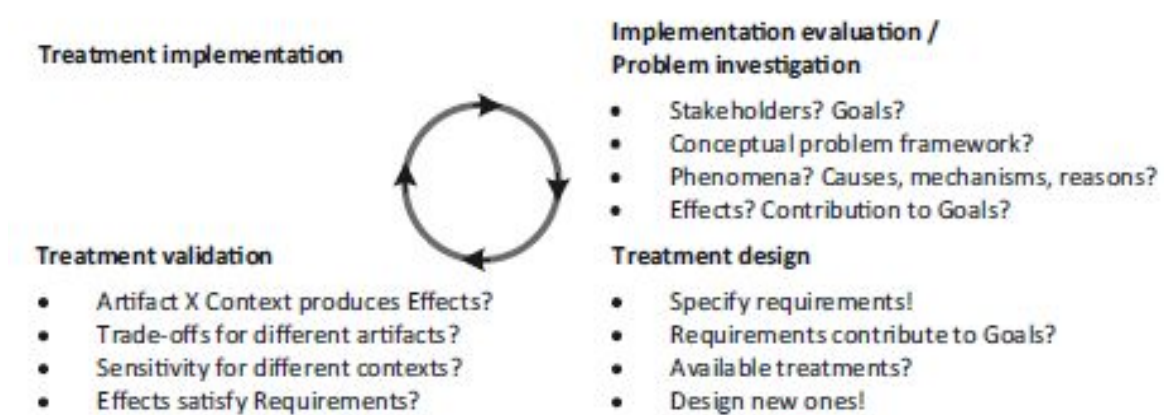 Treatment implementation
Implementation evaluation /
Problem investigation
• Stakeholders? Goals?
• Conceptual problem framework?
• Phenomena? Causes, mechanisms, reasons?
• Effects? Contribution to Goals?
Treatment validation
• Artifact X Context produces Effects?
• Trade-offs for different artifacts?
• Sensitivity for different contexts?
• Effects satisfy Requirements?
Treatment design
• Specify requirements!
• Requirements contribute to Goals?
• Available treatments?
• Design new ones!